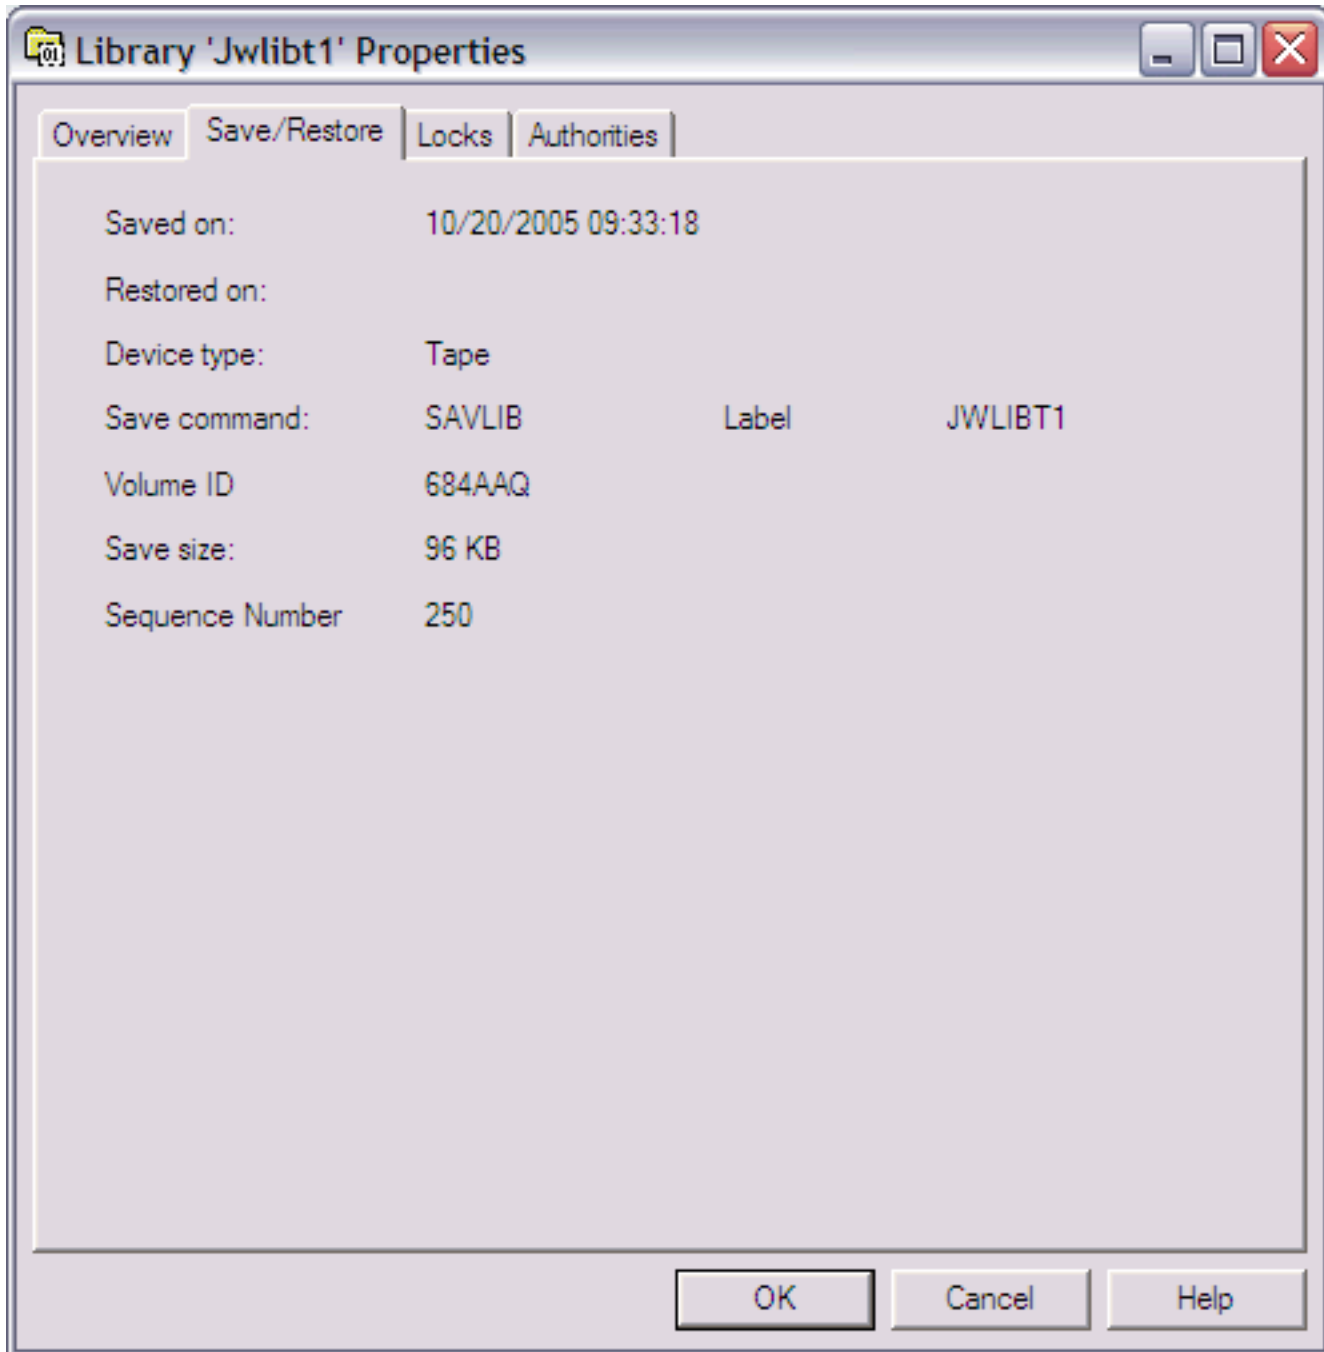 Library 'Jwlibt1' Properties
Overview Save/Restore Locks Authorities
Saved on: 10/20/2005 09:33:18
Restored on:
Device type: Tape
Save command: SAVLIB Label JWLIBT1
Volume ID 684AAQ
Save size: 96 KB
Sequence Number 250
OK Cancel Help